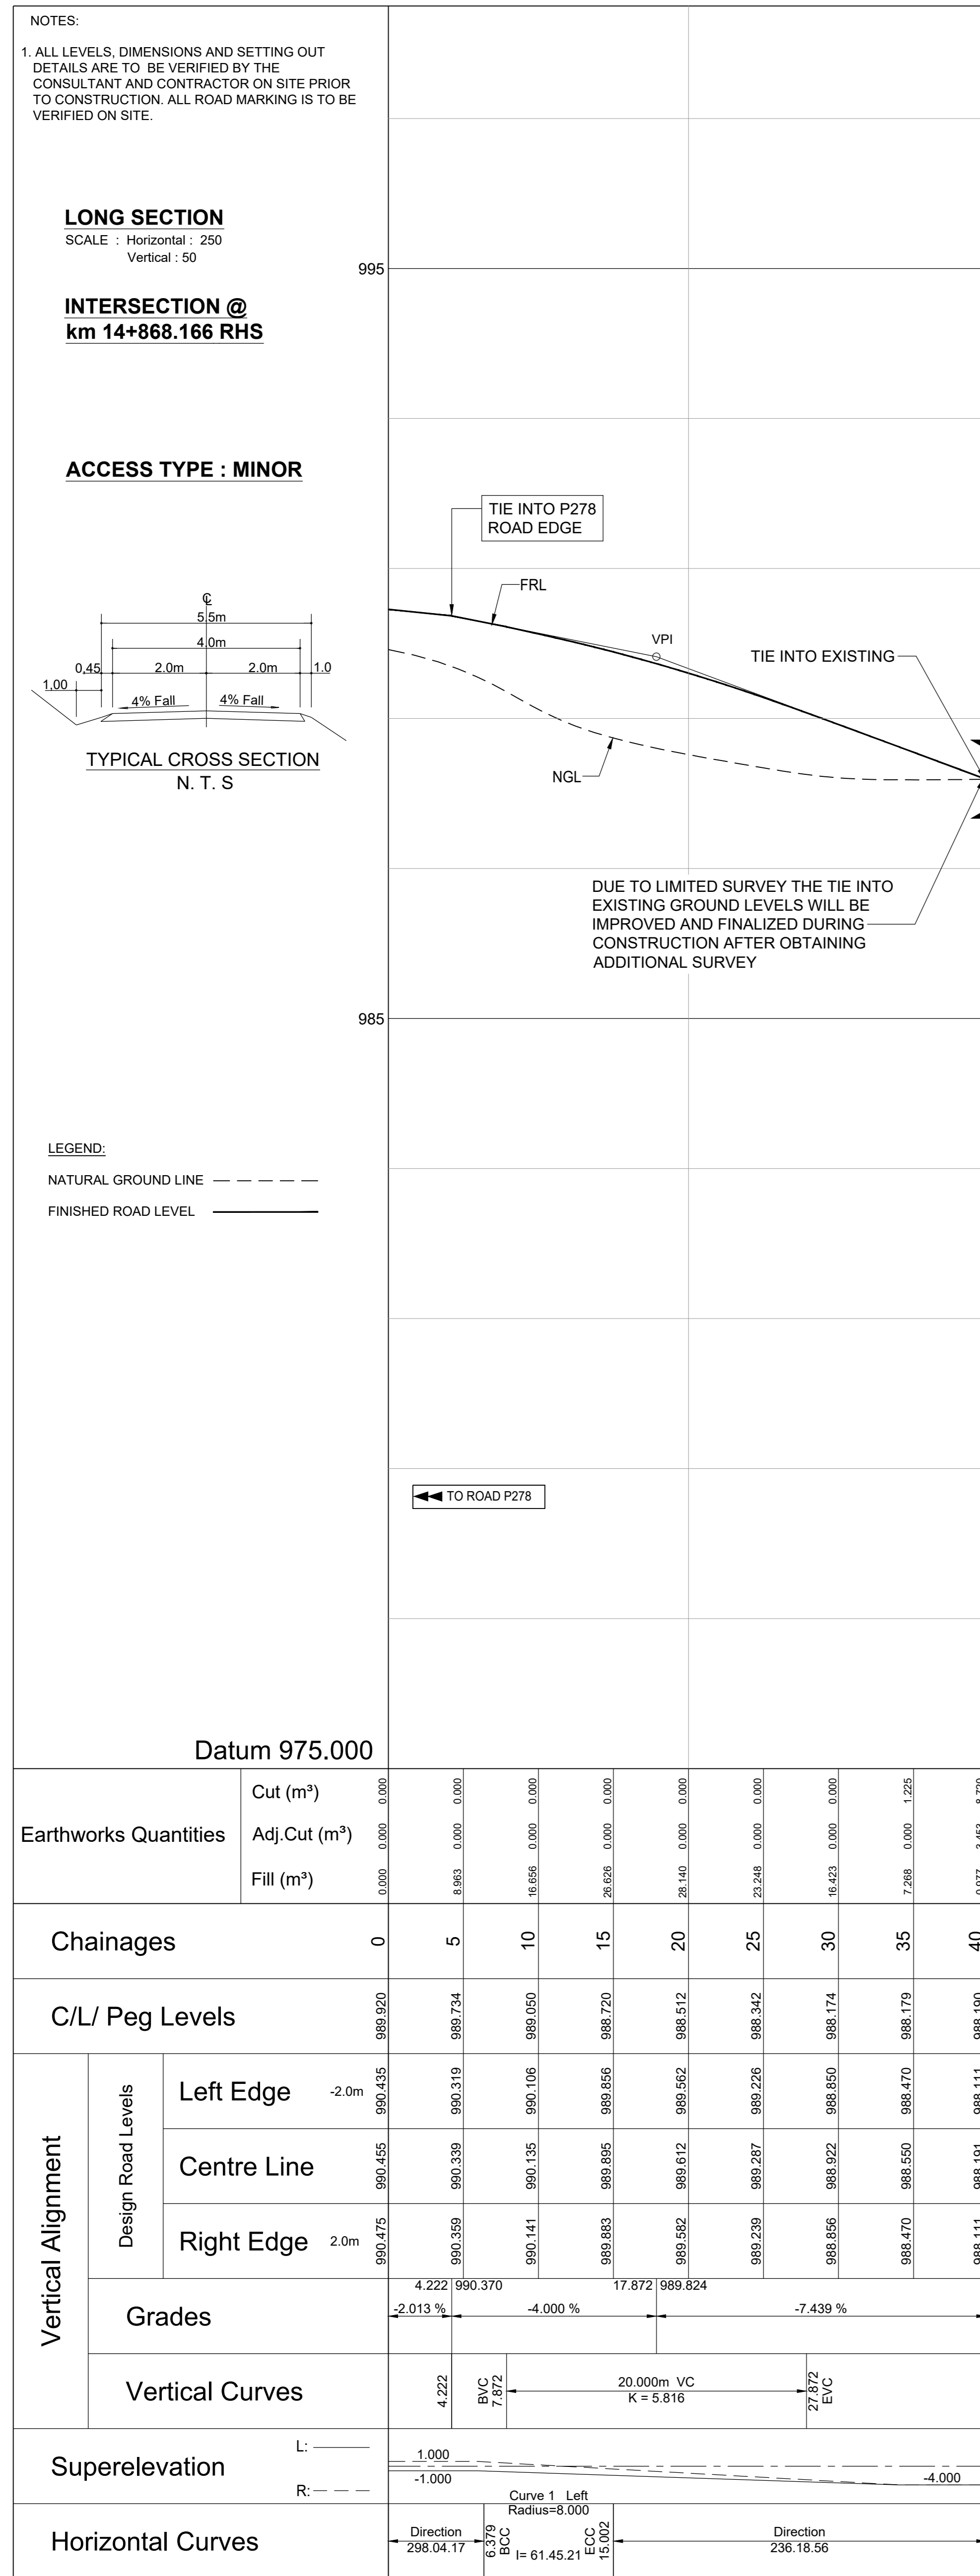 NOTES:
1. ALL LEVELS, DIMENSIONS AND SETTING OUT
DETAILS ARE TO BE VERIFIED BY THE
CONSULTANT AND CONTRACTOR ON SITE PRIOR
TO CONSTRUCTION. ALL ROAD MARKING IS TO BE
VERIFIED ON SITE.
LONG SECTION
SCALE : Horizontal : 250
Vertical : 50
995
INTERSECTION @
km 14+868.166 RHS
ACCESS TYPE : MINOR
TIE INTO P278
ROAD EDGE
FRL
VPI
TIE INTO EXISTING
NGL
℄
5.5m
4.0m
0,45 2.0m 2.0m 1.0
1,00
4% Fall 4% Fall
TYPICAL CROSS SECTION
N. T. S
DUE TO LIMITED SURVEY THE TIE INTO
EXISTING GROUND LEVELS WILL BE
IMPROVED AND FINALIZED DURING
CONSTRUCTION AFTER OBTAINING
ADDITIONAL SURVEY
985
LEGEND:
NATURAL GROUND LINE
FINISHED ROAD LEVEL
TO ROAD P278
Datum 975.000
Earthworks Quantities
Cut (m³) 0.000 0.000 0.000 0.000 0.000 0.000 0.000 1.225
Adj.Cut (m³) 0.000 0.000 0.000 0.000 0.000 0.000 0.000 0.000
Fill (m³) 0.000 8.963 16.656 26.626 28.140 23.248 16.423 7.268
Chainages 0 5 10 15 20 25 30 35 40
C/L/ Peg Levels 989.920 989.734 989.050 988.720 988.512 988.342 988.174 988.179 988.190
Vertical Alignment
Design Road Levels
Left Edge -2.0m 990.435 990.319 990.106 989.856 989.562 989.226 988.850 988.470 988.111
Centre Line 990.455 990.339 990.135 989.895 989.612 989.287 988.922 988.550 988.191
Right Edge 2.0m 990.475 990.359 990.141 989.883 989.582 989.239 988.856 988.470 988.111
Grades
4.222 990.370 17.872 989.824
-2.013 % -4.000 % -7.439 %
Vertical Curves
4.222
BVC
7.872
20.000m VC
K = 5.816
27.872
EVC
Superelevation
L:
R:
1.000
-1.000
-4.000
Horizontal Curves
Direction
298.04.17
6.379
BCC
Curve 1 Left
Radius=8.000
I= 61.45.21
ECC
15.002
Direction
236.18.56